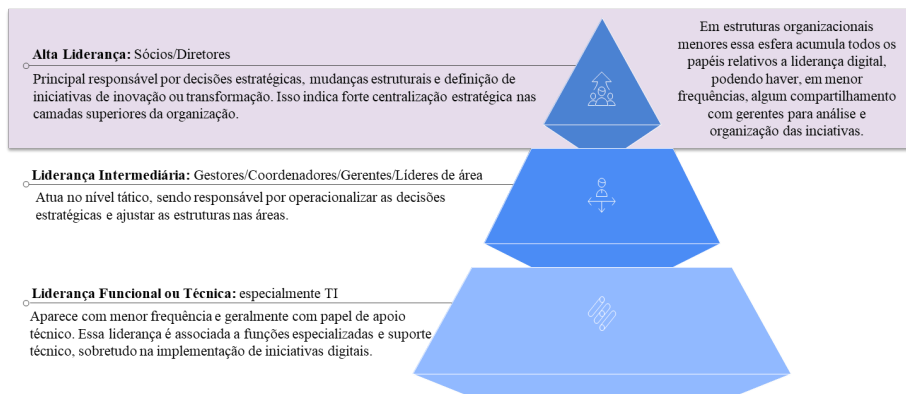 Alta Liderança: Sócios/Diretores
Principal responsável por decisões estratégicas, mudanças estruturais e definição de
iniciativas de inovação ou transformação. Isso indica forte centralização estratégica nas
camadas superiores da organização.
Em estruturas organizacionais
menores essa esfera acumula todos os
papéis relativos a liderança digital,
podendo haver, em menor
frequências, algum compartilhamento
com gerentes para análise e
organização das inciativas.
Liderança Intermediária: Gestores/Coordenadores/Gerentes/Líderes de área
Atua no nível tático, sendo responsável por operacionalizar as decisões
estratégicas e ajustar as estruturas nas áreas.
Liderança Funcional ou Técnica: especialmente TI
Aparece com menor frequência e geralmente com papel de apoio
técnico. Essa liderança é associada a funções especializadas e suporte
técnico, sobretudo na implementação de iniciativas digitais.